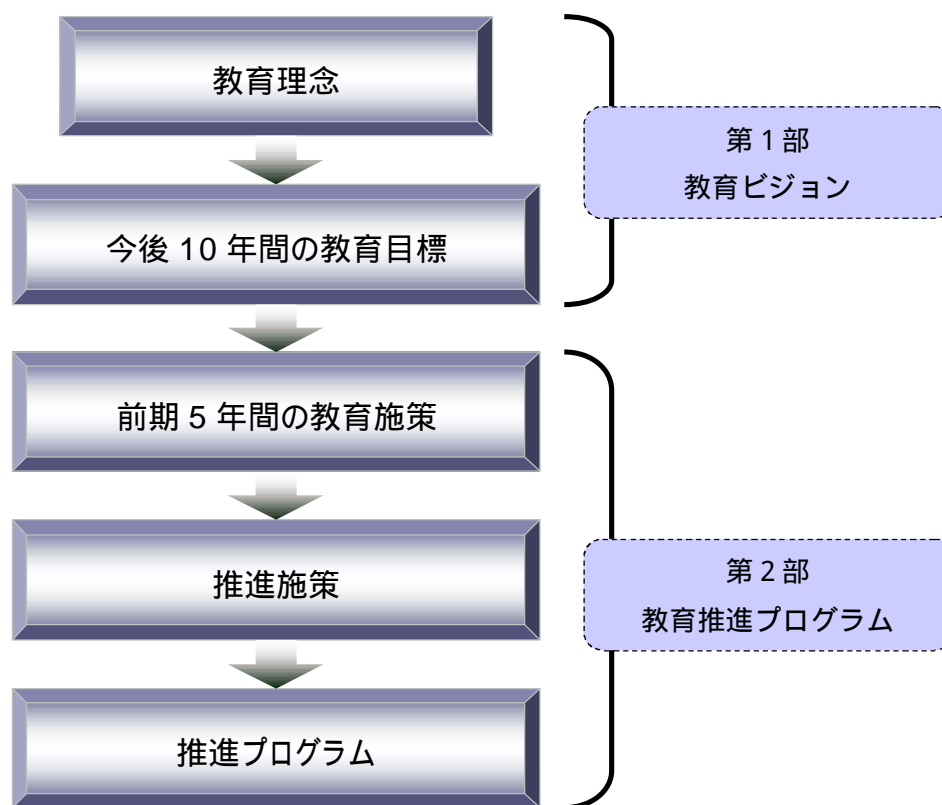 教育理念
第1部
教育ビジョン
今後 10 年間の教育目標
前期 5 年間の教育施策
推進施策
第2部
教育推進プログラム
推進プログラム